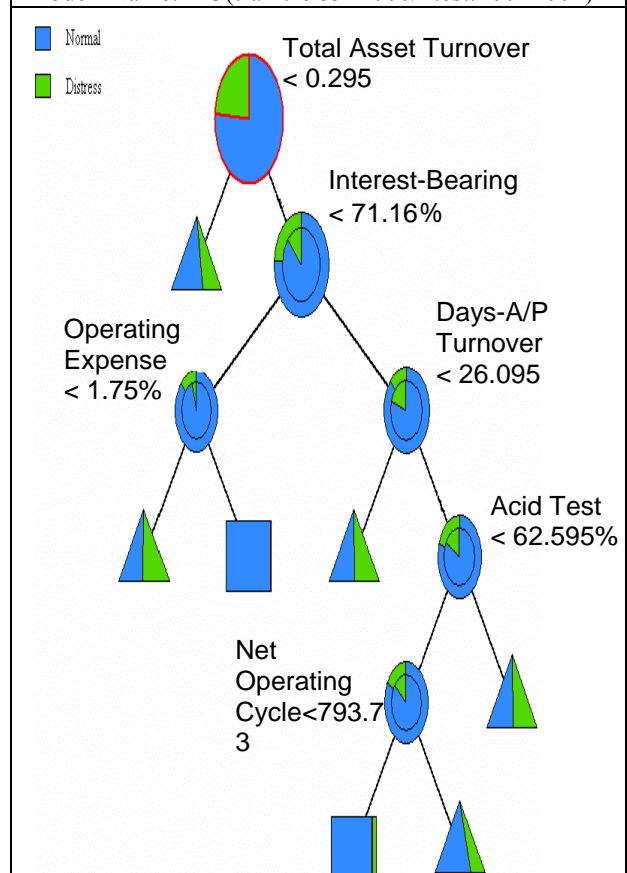 Normal
Distress
Total Asset Turnover
< 0.295
Interest-Bearing
< 71.16%
Days-A/P
Turnover
< 26.095
Operating
Expense
< 1.75%
Acid Test
< 62.595%
Net
Operating
Cycle<793.7
3